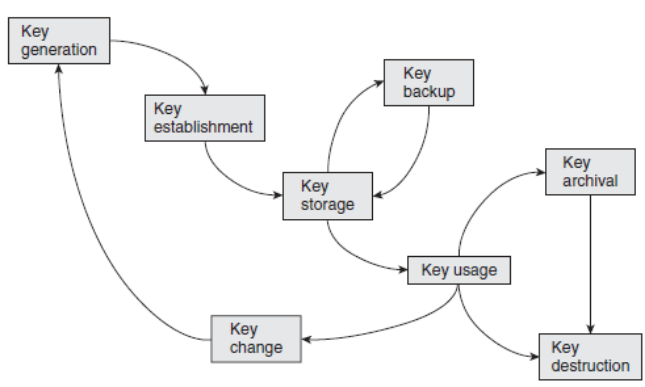 Key
generation
Key
establishment
Key
backup
Key
storage
Key
archival
Key usage
Key
change
Key
destruction